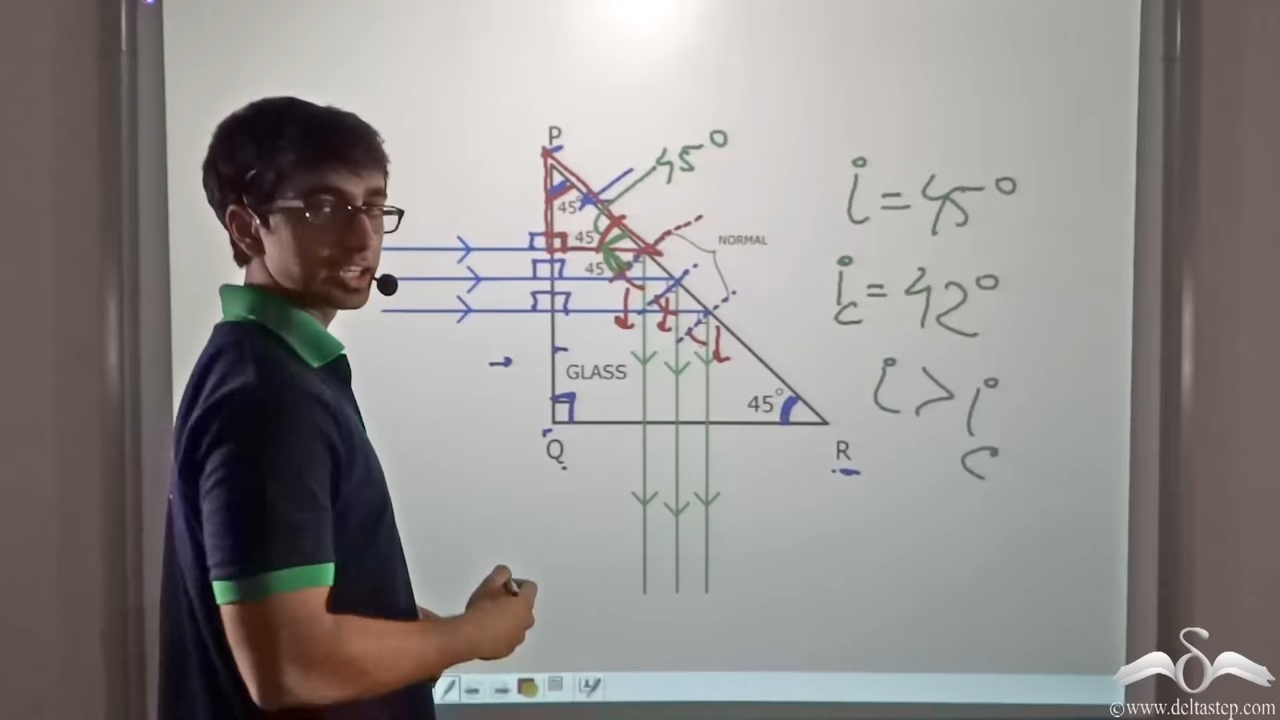 P
45°
45°
45
45
NORMAL
GLASS
45°
Q
R
i = 45°
ic = 42°
i > ic
©www.deltastep.com